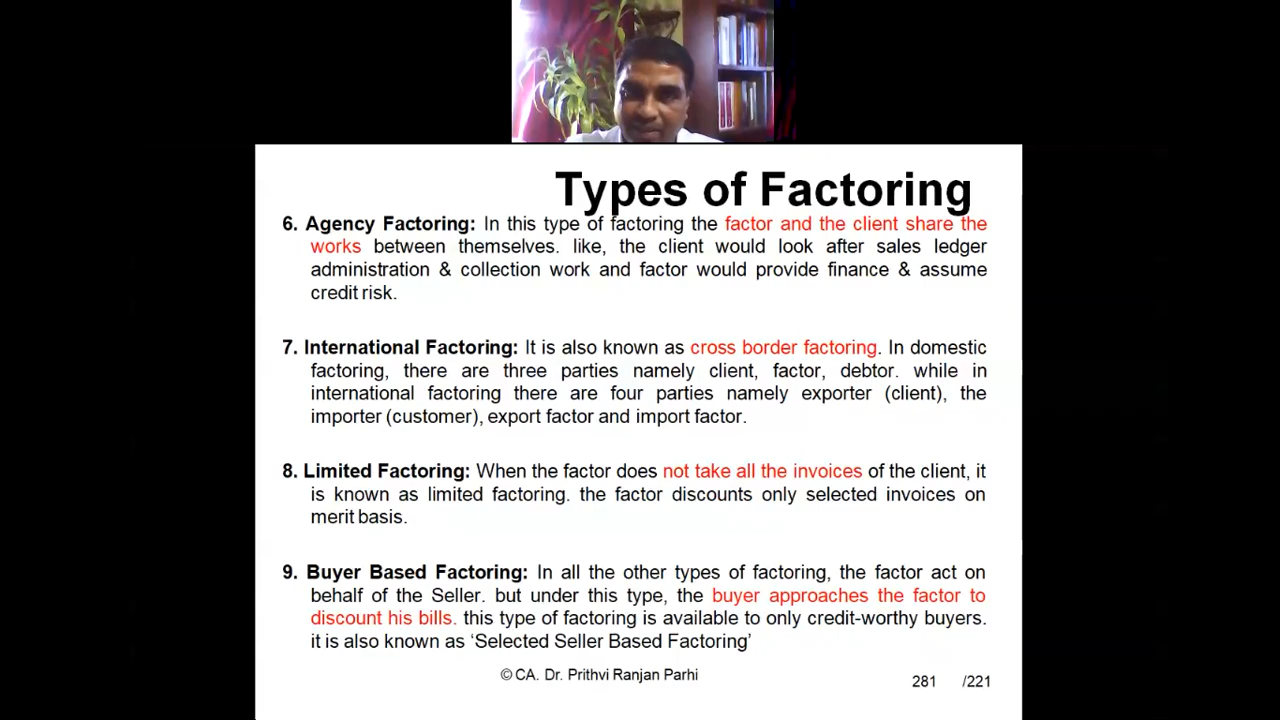 Types of Factoring
6. Agency Factoring: In this type of factoring the factor and the client share the
works between themselves. like, the client would look after sales ledger
administration & collection work and factor would provide finance & assume
credit risk.
7. International Factoring: It is also known as cross border factoring. In domestic
factoring, there are three parties namely client, factor, debtor. while in
international factoring there are four parties namely exporter (client), the
importer (customer), export factor and import factor.
8. Limited Factoring: When the factor does not take all the invoices of the client, it
is known as limited factoring. the factor discounts only selected invoices on
merit basis.
9. Buyer Based Factoring: In all the other types of factoring, the factor act on
behalf of the Seller. but under this type, the buyer approaches the factor to
discount his bills. this type of factoring is available to only credit-worthy buyers.
it is also known as ‘Selected Seller Based Factoring’
© CA. Dr. Prithvi Ranjan Parhi
281 /221